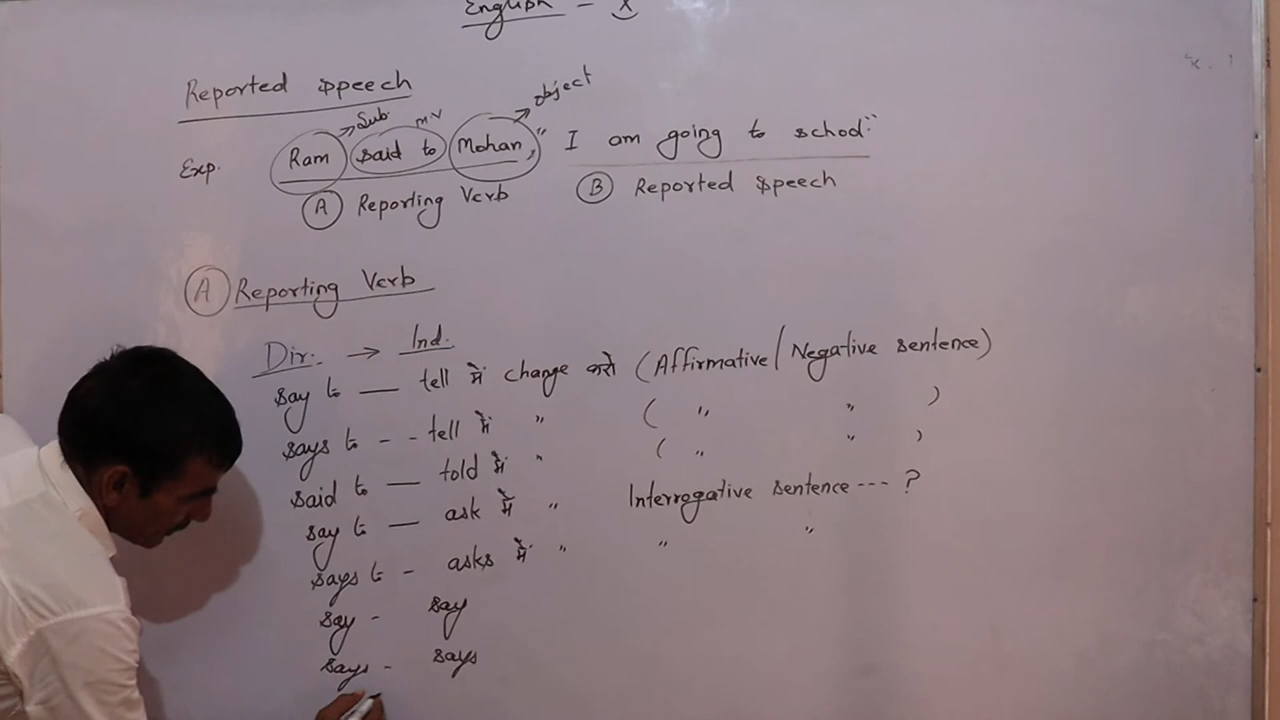 English - X
Reported speech
Sub. m.v object
Exp. Ram said to Mohan, " I am going to school."
A Reporting Verb B Reported speech
A Reporting Verb
Dir. → Ind.
say to — tell में change करो (Affirmative/Negative sentence)
says to - - tell में " ( " " )
said to — told में " ( " " )
say to — ask में " Interrogative sentence --- ?
says to - asks में " " "
say - say
says - says